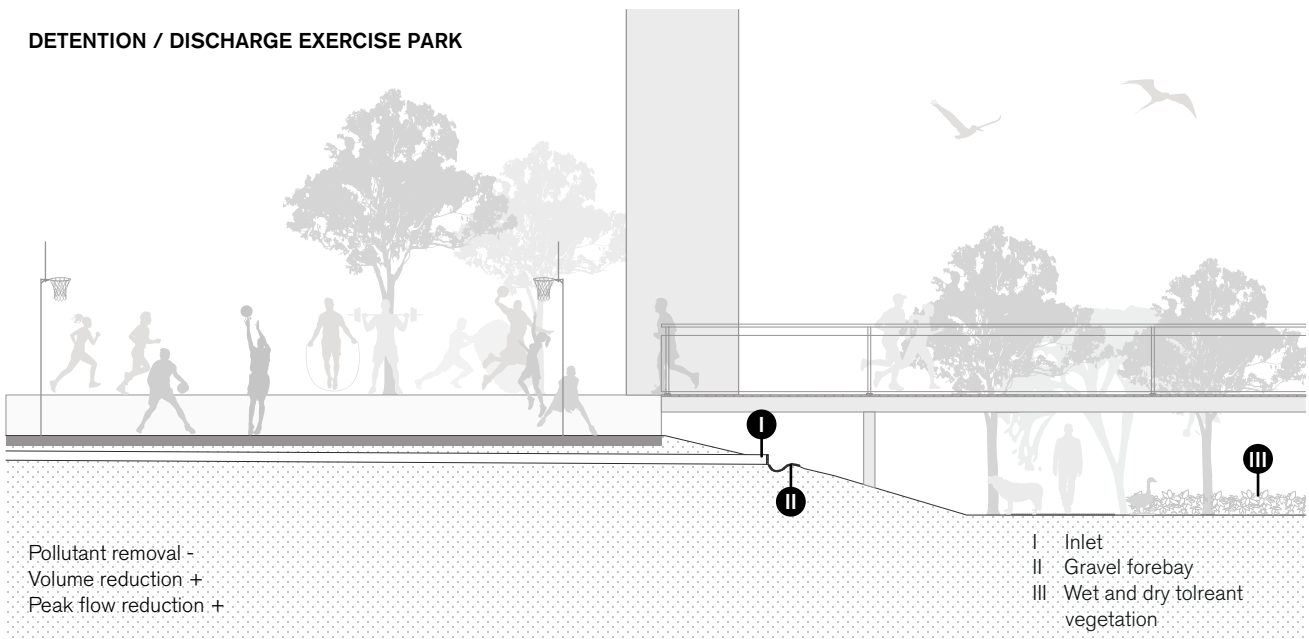 DETENTION / DISCHARGE EXERCISE PARK
I
II
III
Pollutant removal -
Volume reduction +
Peak flow reduction +
I Inlet
II Gravel forebay
III Wet and dry tolreant
vegetation